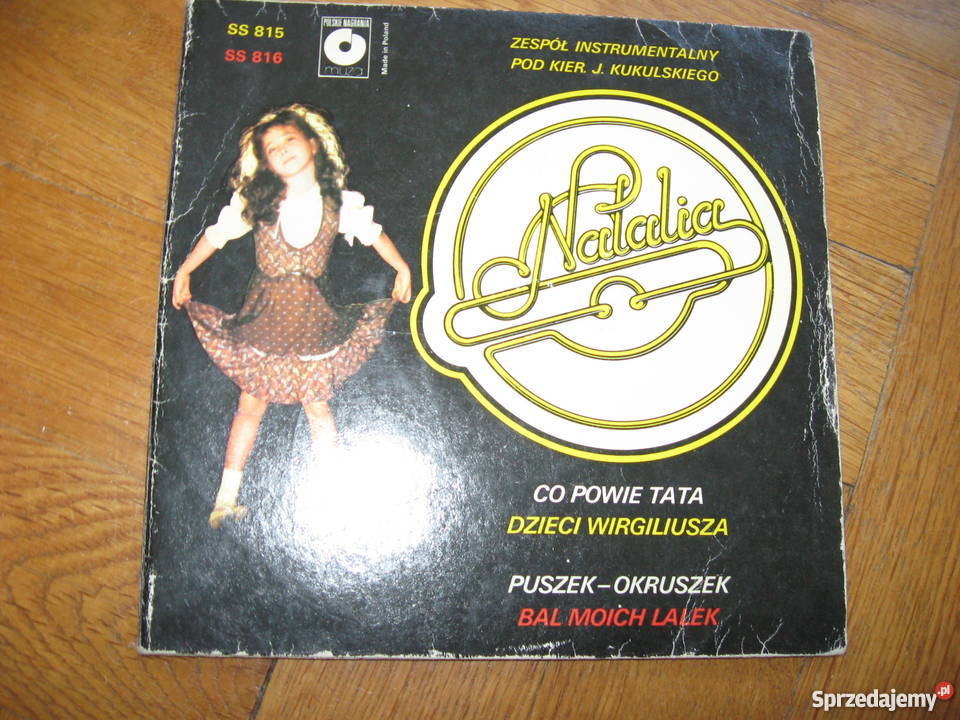 SS 815
SS 816
POLSKIE NAGRANIA
muza
Made in Poland
ZESPÓŁ INSTRUMENTALNY
POD KIER. J. KUKULSKIEGO
Natalia
CO POWIE TATA
DZIECI WIRGILIUSZA
PUSZEK–OKRUSZEK
BAL MOICH LALEK
Sprzedajemy.pl